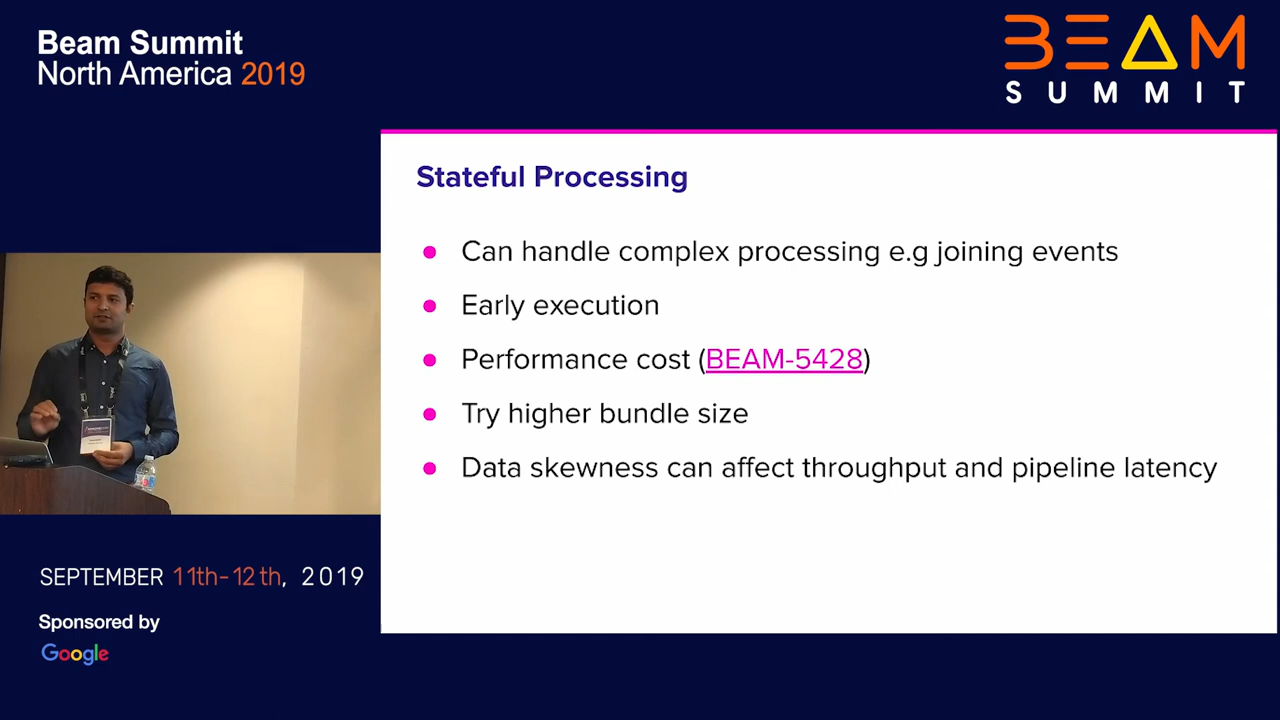 Beam Summit
North America 2019
BEAM
SUMMIT
Stateful Processing
● Can handle complex processing e.g joining events
● Early execution
● Performance cost (BEAM-5428)
● Try higher bundle size
● Data skewness can affect throughput and pipeline latency
SEPTEMBER 11th-12th, 2019
Sponsored by
Google